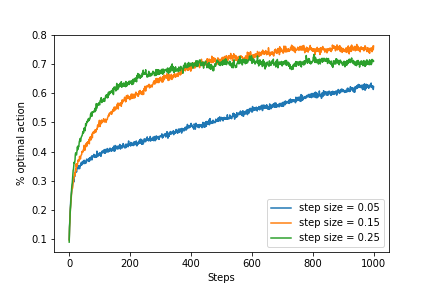 0.8
0.7
0.6
0.5
0.4
0.3
0.2
0.1
% optimal action
step size = 0.05
step size = 0.15
step size = 0.25
0 200 400 600 800 1000
Steps